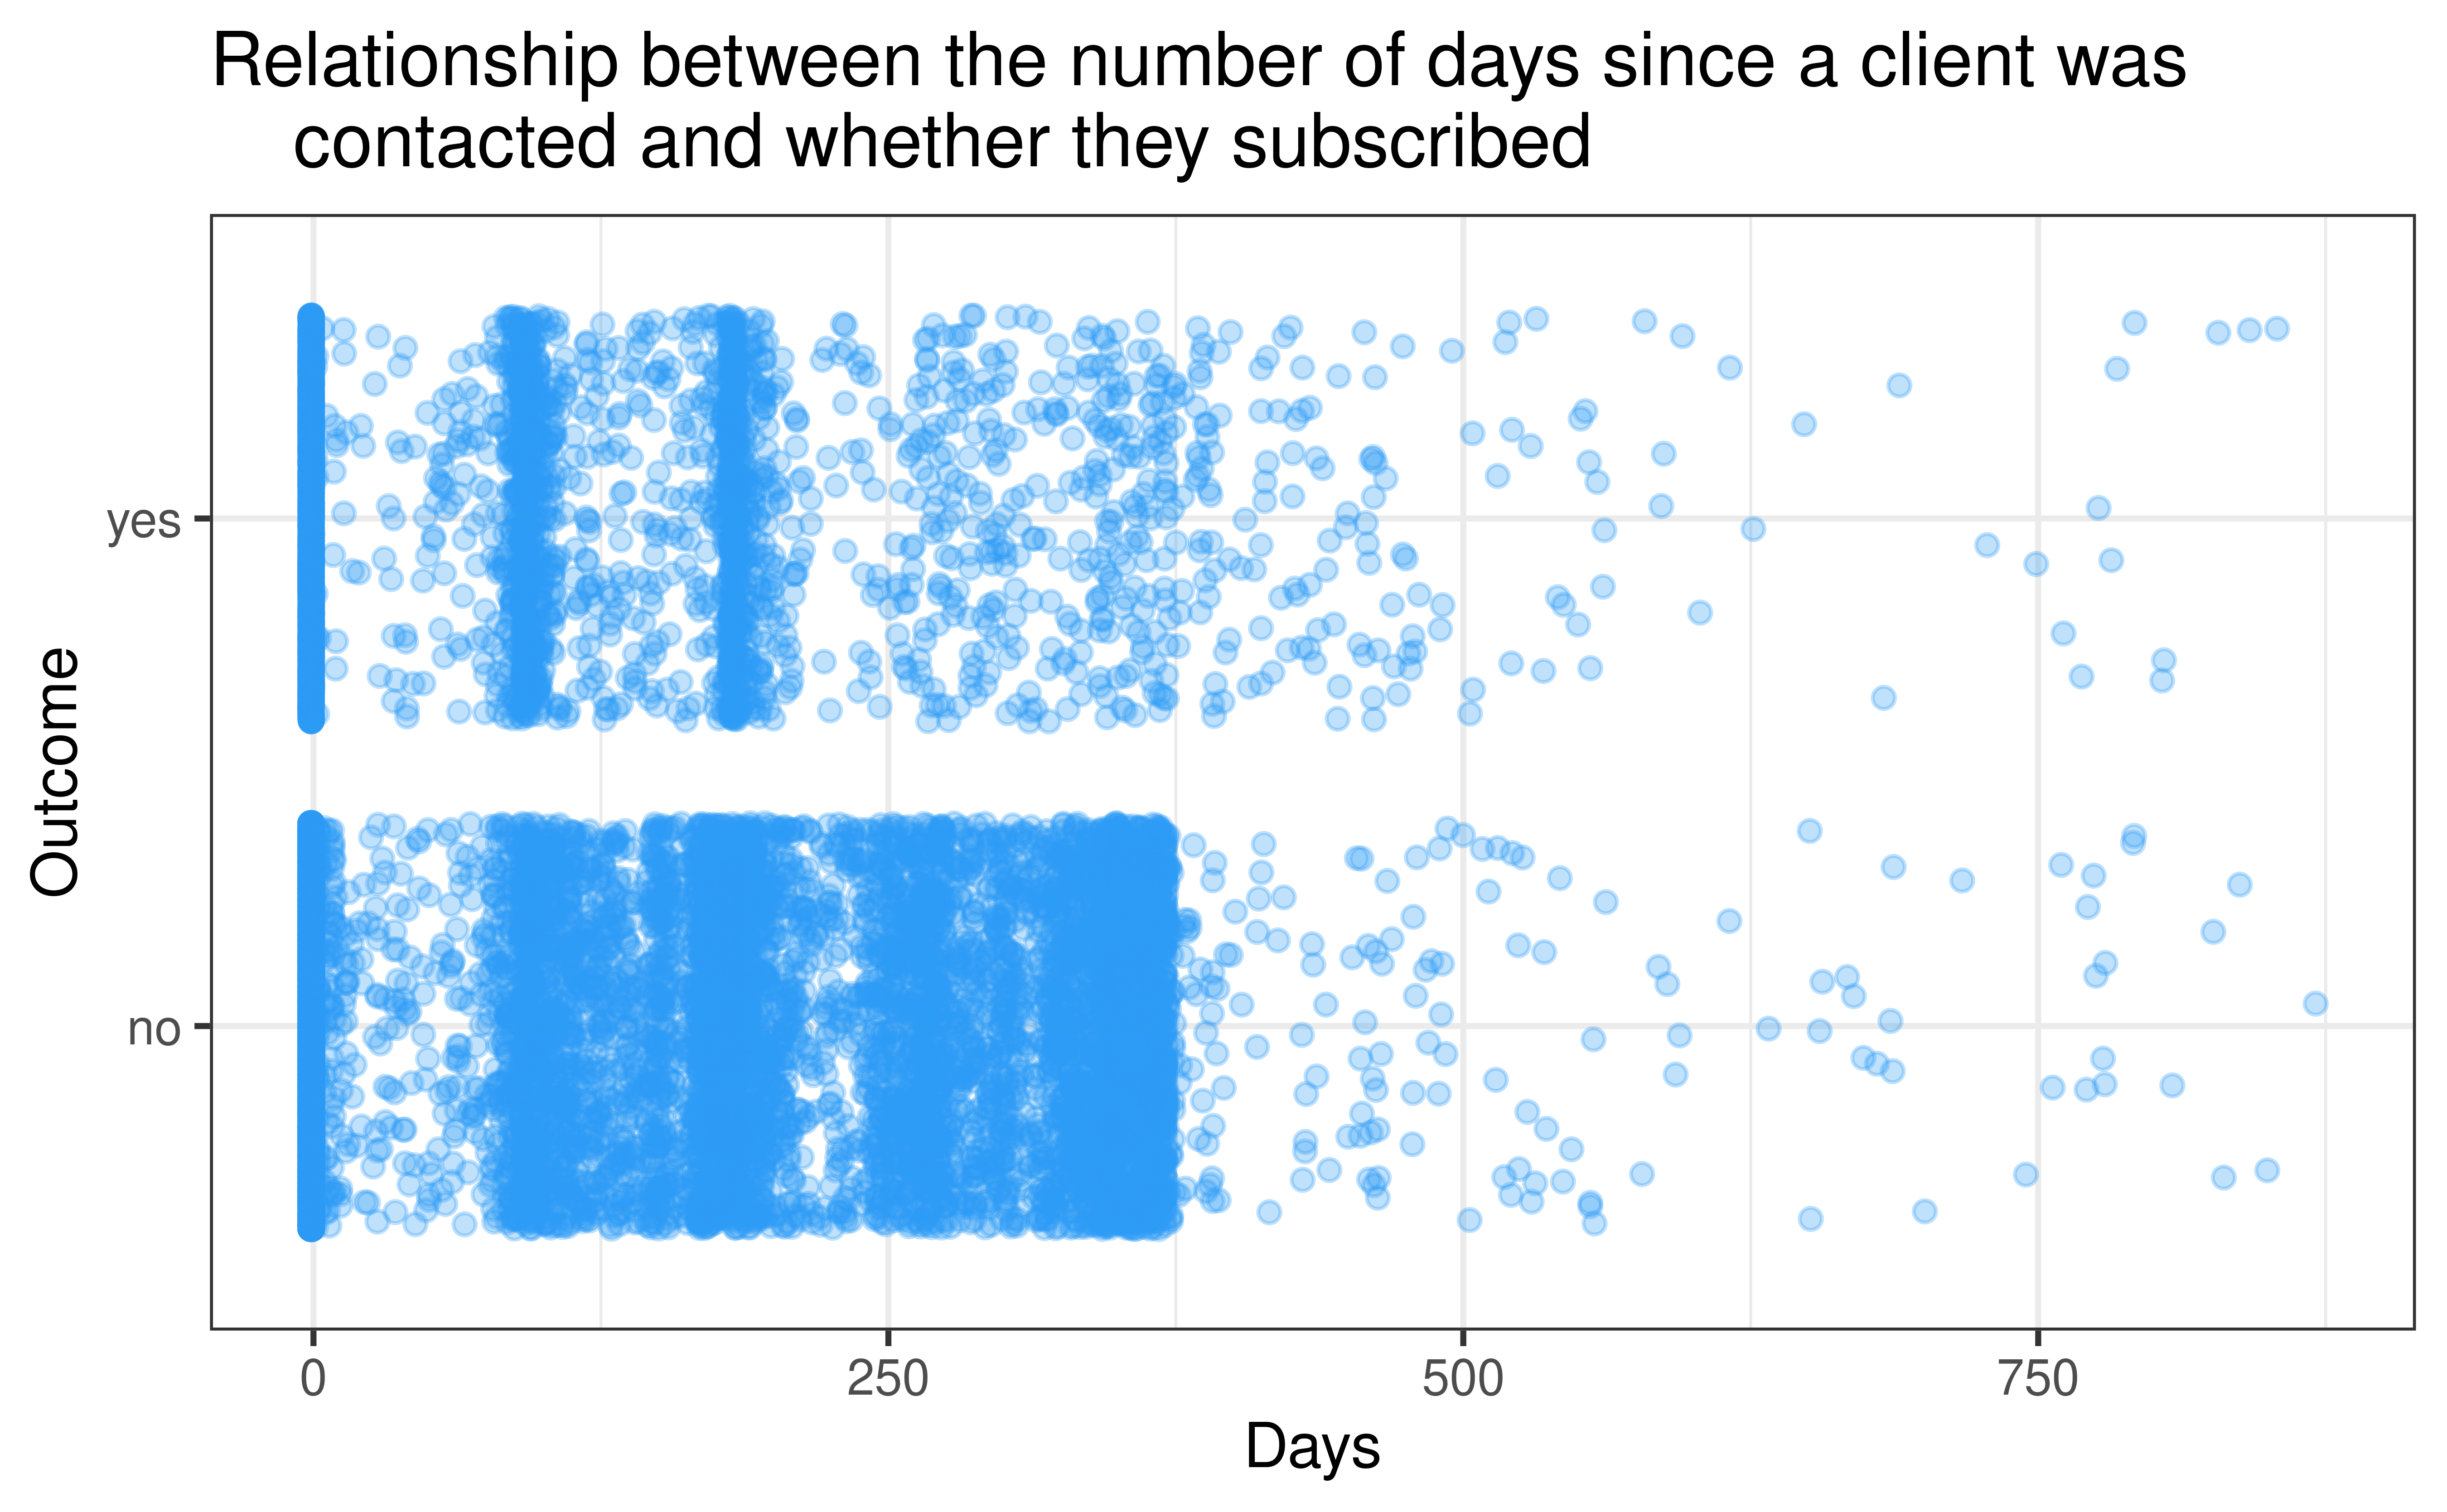 Relationship between the number of days since a client was
contacted and whether they subscribed
Outcome
yes
no
0
250
500
750
Days